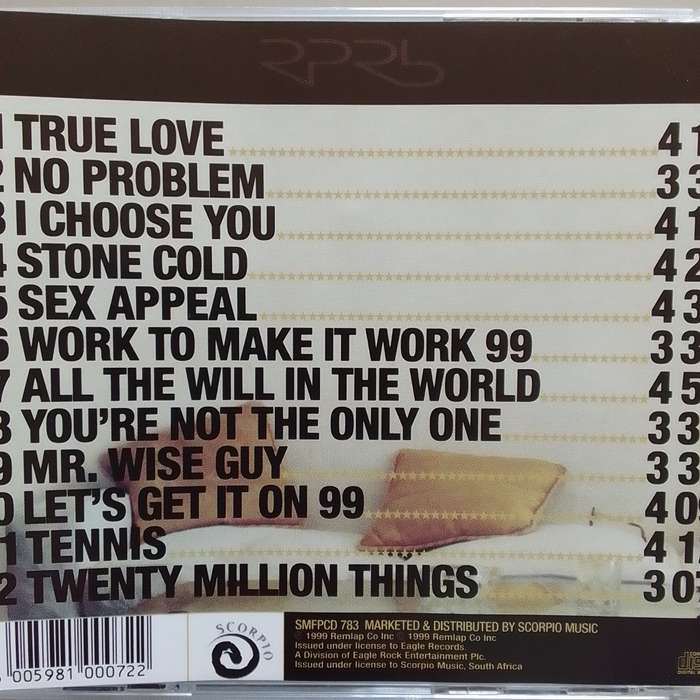 RPRb
1 TRUE LOVE 4 1
2 NO PROBLEM 3 3
3 I CHOOSE YOU 4 1
4 STONE COLD 4 2
5 SEX APPEAL 4 3
6 WORK TO MAKE IT WORK 99 3 3
7 ALL THE WILL IN THE WORLD 4 5
8 YOU'RE NOT THE ONLY ONE 3 3
9 MR. WISE GUY 3 3
0 LET'S GET IT ON 99 4 0
1 TENNIS 4 1
2 TWENTY MILLION THINGS 3 0
SCORPIO
SMFPCD 783 MARKETED & DISTRIBUTED BY SCORPIO MUSIC
℗ 1999 Remlap Co Inc © 1999 Remlap Co Inc
Issued under license to Eagle Records.
A Division of Eagle Rock Entertainment Plc.
Issued under license to Scorpio Music, South Africa
005981 000722